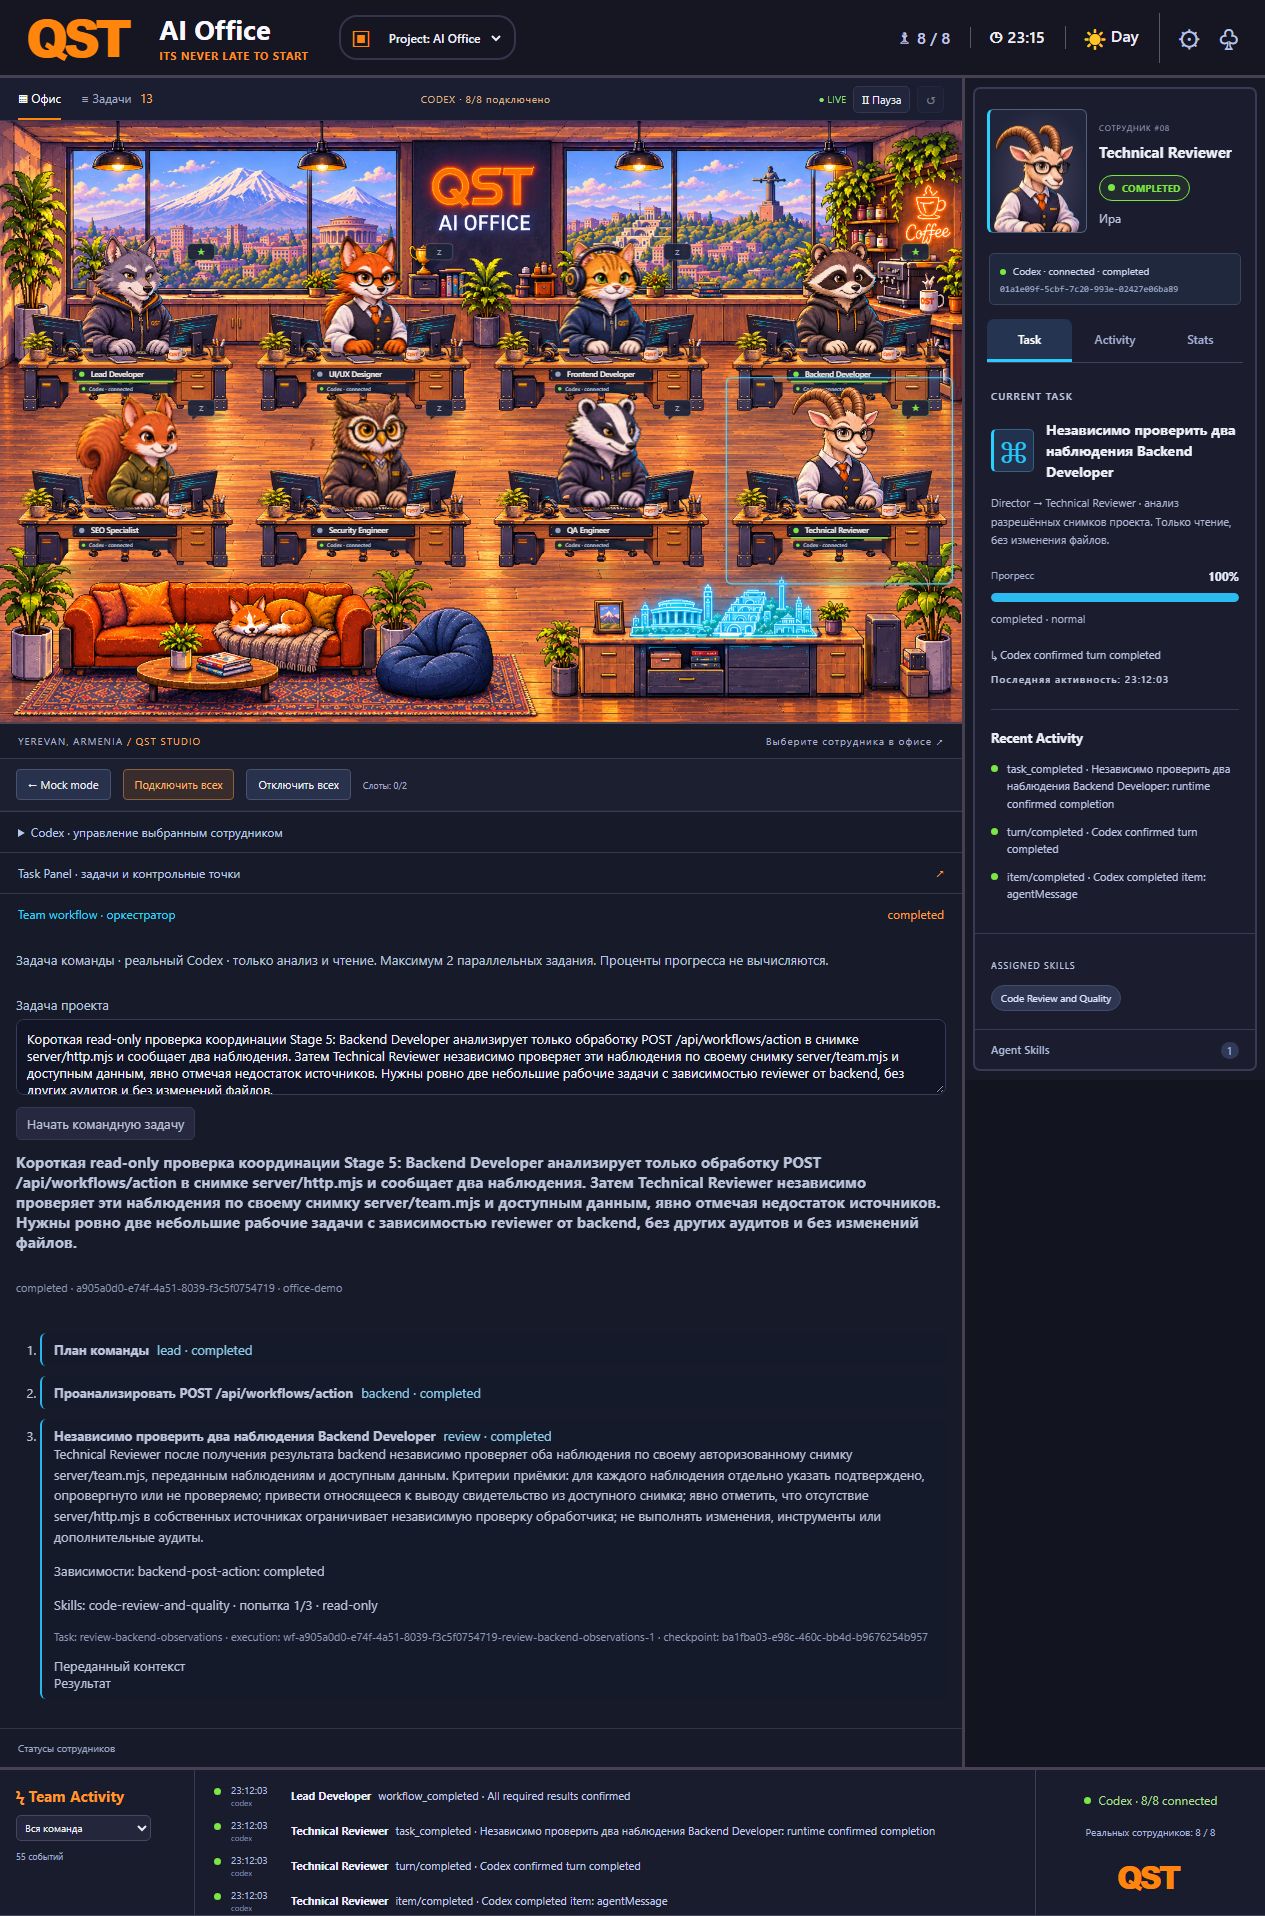 QST
AI Office
ITS NEVER LATE TO START
Project: AI Office
8 / 8
23:15
Day
Офис
Задачи 13
CODEX · 8/8 подключено
LIVE
Пауза
QST
AI OFFICE
Coffee
QST
z
z
Lead Developer
UI/UX Designer
Frontend Developer
Backend Developer
Codex · connected
Codex · connected
Codex · connected
Codex · connected
z
z
z
SEO Specialist
Security Engineer
QA Engineer
Technical Reviewer
Codex · connected
Codex · connected
Codex · connected
Codex · connected
YEREVAN, ARMENIA / QST STUDIO
Выберите сотрудника в офисе ↗
← Mock mode
Подключить всех
Отключить всех
Слоты: 0/2
▶ Codex · управление выбранным сотрудником
Task Panel · задачи и контрольные точки ↗
Team workflow · оркестратор
completed
Задача команды · реальный Codex · только анализ и чтение. Максимум 2 параллельных задания. Проценты прогресса не вычисляются.
Задача проекта
Короткая read-only проверка координации Stage 5: Backend Developer анализирует только обработку POST /api/workflows/action в снимке
server/http.mjs и сообщает два наблюдения. Затем Technical Reviewer независимо проверяет эти наблюдения по своему снимку server/team.mjs и
доступным данным, явно отмечая недостаток источников. Нужны ровно две небольшие рабочие задачи с зависимостью reviewer от backend, без
других аудитов и без изменений файлов.
Начать командную задачу
Короткая read-only проверка координации Stage 5: Backend Developer анализирует только обработку POST
/api/workflows/action в снимке server/http.mjs и сообщает два наблюдения. Затем Technical Reviewer независимо
проверяет эти наблюдения по своему снимку server/team.mjs и доступным данным, явно отмечая недостаток источников.
Нужны ровно две небольшие рабочие задачи с зависимостью reviewer от backend, без других аудитов и без изменений
файлов.
completed · a905a0d0-e74f-4a51-8039-f3c5f0754719 · office-demo
1. План команды lead · completed
2. Проанализировать POST /api/workflows/action backend · completed
3. Независимо проверить два наблюдения Backend Developer review · completed
Technical Reviewer после получения результата backend независимо проверяет оба наблюдения по своему авторизованному снимку
server/team.mjs, переданным наблюдениям и доступным данным. Критерии приёмки: для каждого наблюдения отдельно указать подтверждено,
опровергнуто или не проверяемо; привести относящееся к выводу свидетельство из доступного снимка; явно отметить, что отсутствие
server/http.mjs в собственных источниках ограничивает независимую проверку обработчика; не выполнять изменения, инструменты или
дополнительные аудиты.
Зависимости: backend-post-action: completed
Skills: code-review-and-quality · попытка 1/3 · read-only
Task: review-backend-observations · execution: wf-a905a0d0-e74f-4a51-8039-f3c5f0754719-review-backend-observations-1 · checkpoint: ba1fba03-e98c-460c-bb4d-b9676254b957
Переданный контекст
Результат
Статусы сотрудников
СОТРУДНИК #08
Technical Reviewer
COMPLETED
Ира
Codex · connected · completed
01a1e09f-5cbf-7c20-993e-02427e06ba89
Task
Activity
Stats
CURRENT TASK
Независимо проверить два
наблюдения Backend
Developer
Director → Technical Reviewer · анализ
разрешённых снимков проекта. Только чтение,
без изменения файлов.
Прогресс 100%
completed · normal
↳ Codex confirmed turn completed
Последняя активность: 23:12:03
Recent Activity
task_completed · Независимо проверить два
наблюдения Backend Developer: runtime
confirmed completion
turn/completed · Codex confirmed turn
completed
item/completed · Codex completed item:
agentMessage
ASSIGNED SKILLS
Code Review and Quality
Agent Skills 1
Team Activity
Вся команда
55 событий
23:12:03
codex
Lead Developer workflow_completed · All required results confirmed
23:12:03
codex
Technical Reviewer task_completed · Независимо проверить два наблюдения Backend Developer: runtime confirmed completion
23:12:03
codex
Technical Reviewer turn/completed · Codex confirmed turn completed
23:12:03
codex
Technical Reviewer item/completed · Codex completed item: agentMessage
Codex · 8/8 connected
Реальных сотрудников: 8 / 8
QST